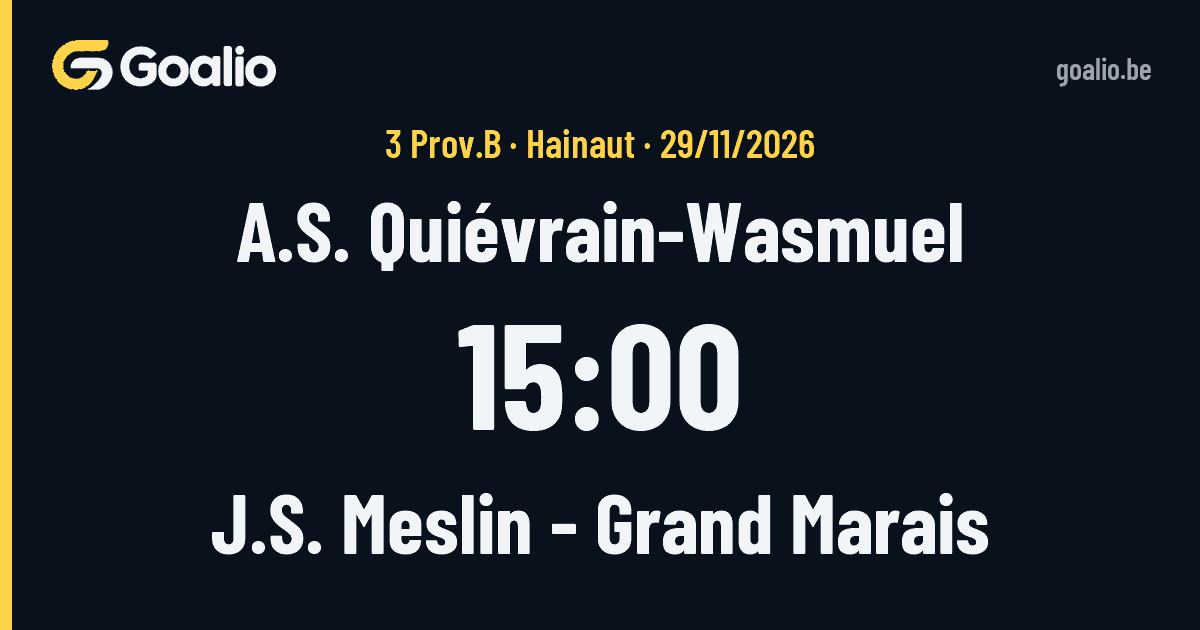 Goalio
goalio.be
3 Prov.B · Hainaut · 29/11/2026
A.S. Quiévrain-Wasmuel
15:00
J.S. Meslin - Grand Marais